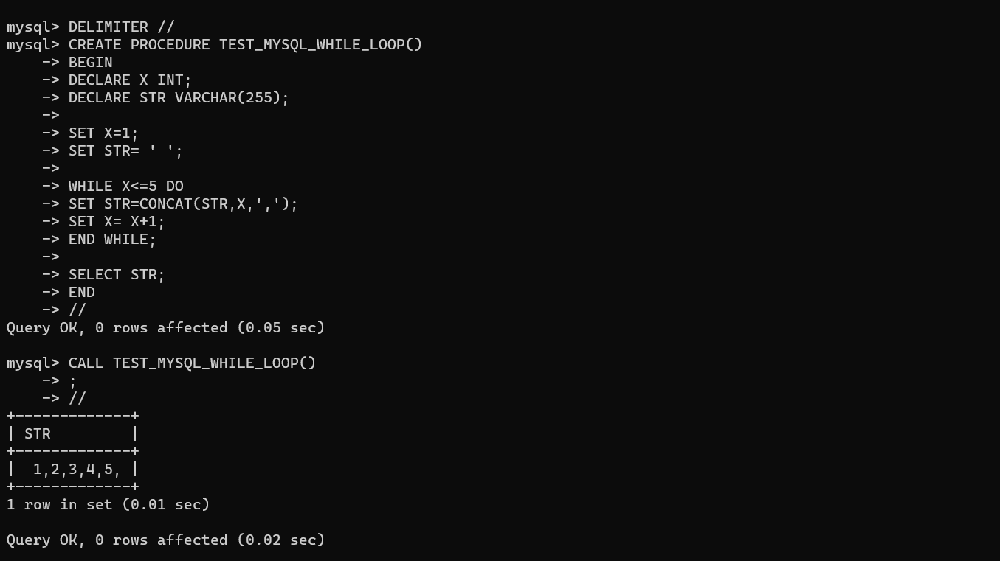 mysql> DELIMITER //
mysql> CREATE PROCEDURE TEST_MYSQL_WHILE_LOOP()
    -> BEGIN
    -> DECLARE X INT;
    -> DECLARE STR VARCHAR(255);
    ->
    -> SET X=1;
    -> SET STR= ' ';
    ->
    -> WHILE X<=5 DO
    -> SET STR=CONCAT(STR,X,',');
    -> SET X= X+1;
    -> END WHILE;
    ->
    -> SELECT STR;
    -> END
    -> //
Query OK, 0 rows affected (0.05 sec)

mysql> CALL TEST_MYSQL_WHILE_LOOP()
    -> ;
    -> //
+-------------+
| STR         |
+-------------+
|  1,2,3,4,5, |
+-------------+
1 row in set (0.01 sec)

Query OK, 0 rows affected (0.02 sec)